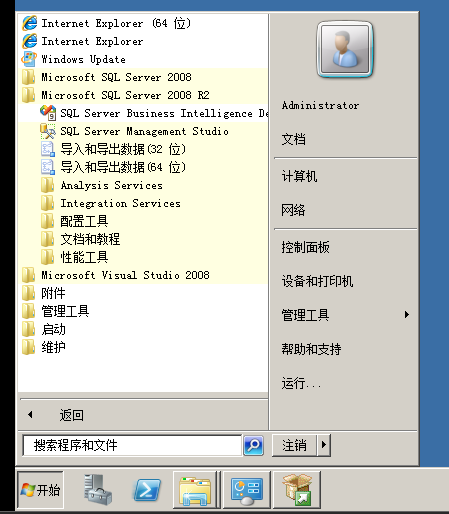 Internet Explorer (64 位)
Internet Explorer
Windows Update
Microsoft SQL Server 2008
Microsoft SQL Server 2008 R2
SQL Server Business Intelligence De
SQL Server Management Studio
导入和导出数据(32 位)
导入和导出数据(64 位)
Analysis Services
Integration Services
配置工具
文档和教程
性能工具
Microsoft Visual Studio 2008
附件
管理工具
启动
维护
返回
搜索程序和文件
Administrator
文档
计算机
网络
控制面板
设备和打印机
管理工具
帮助和支持
运行...
注销
开始